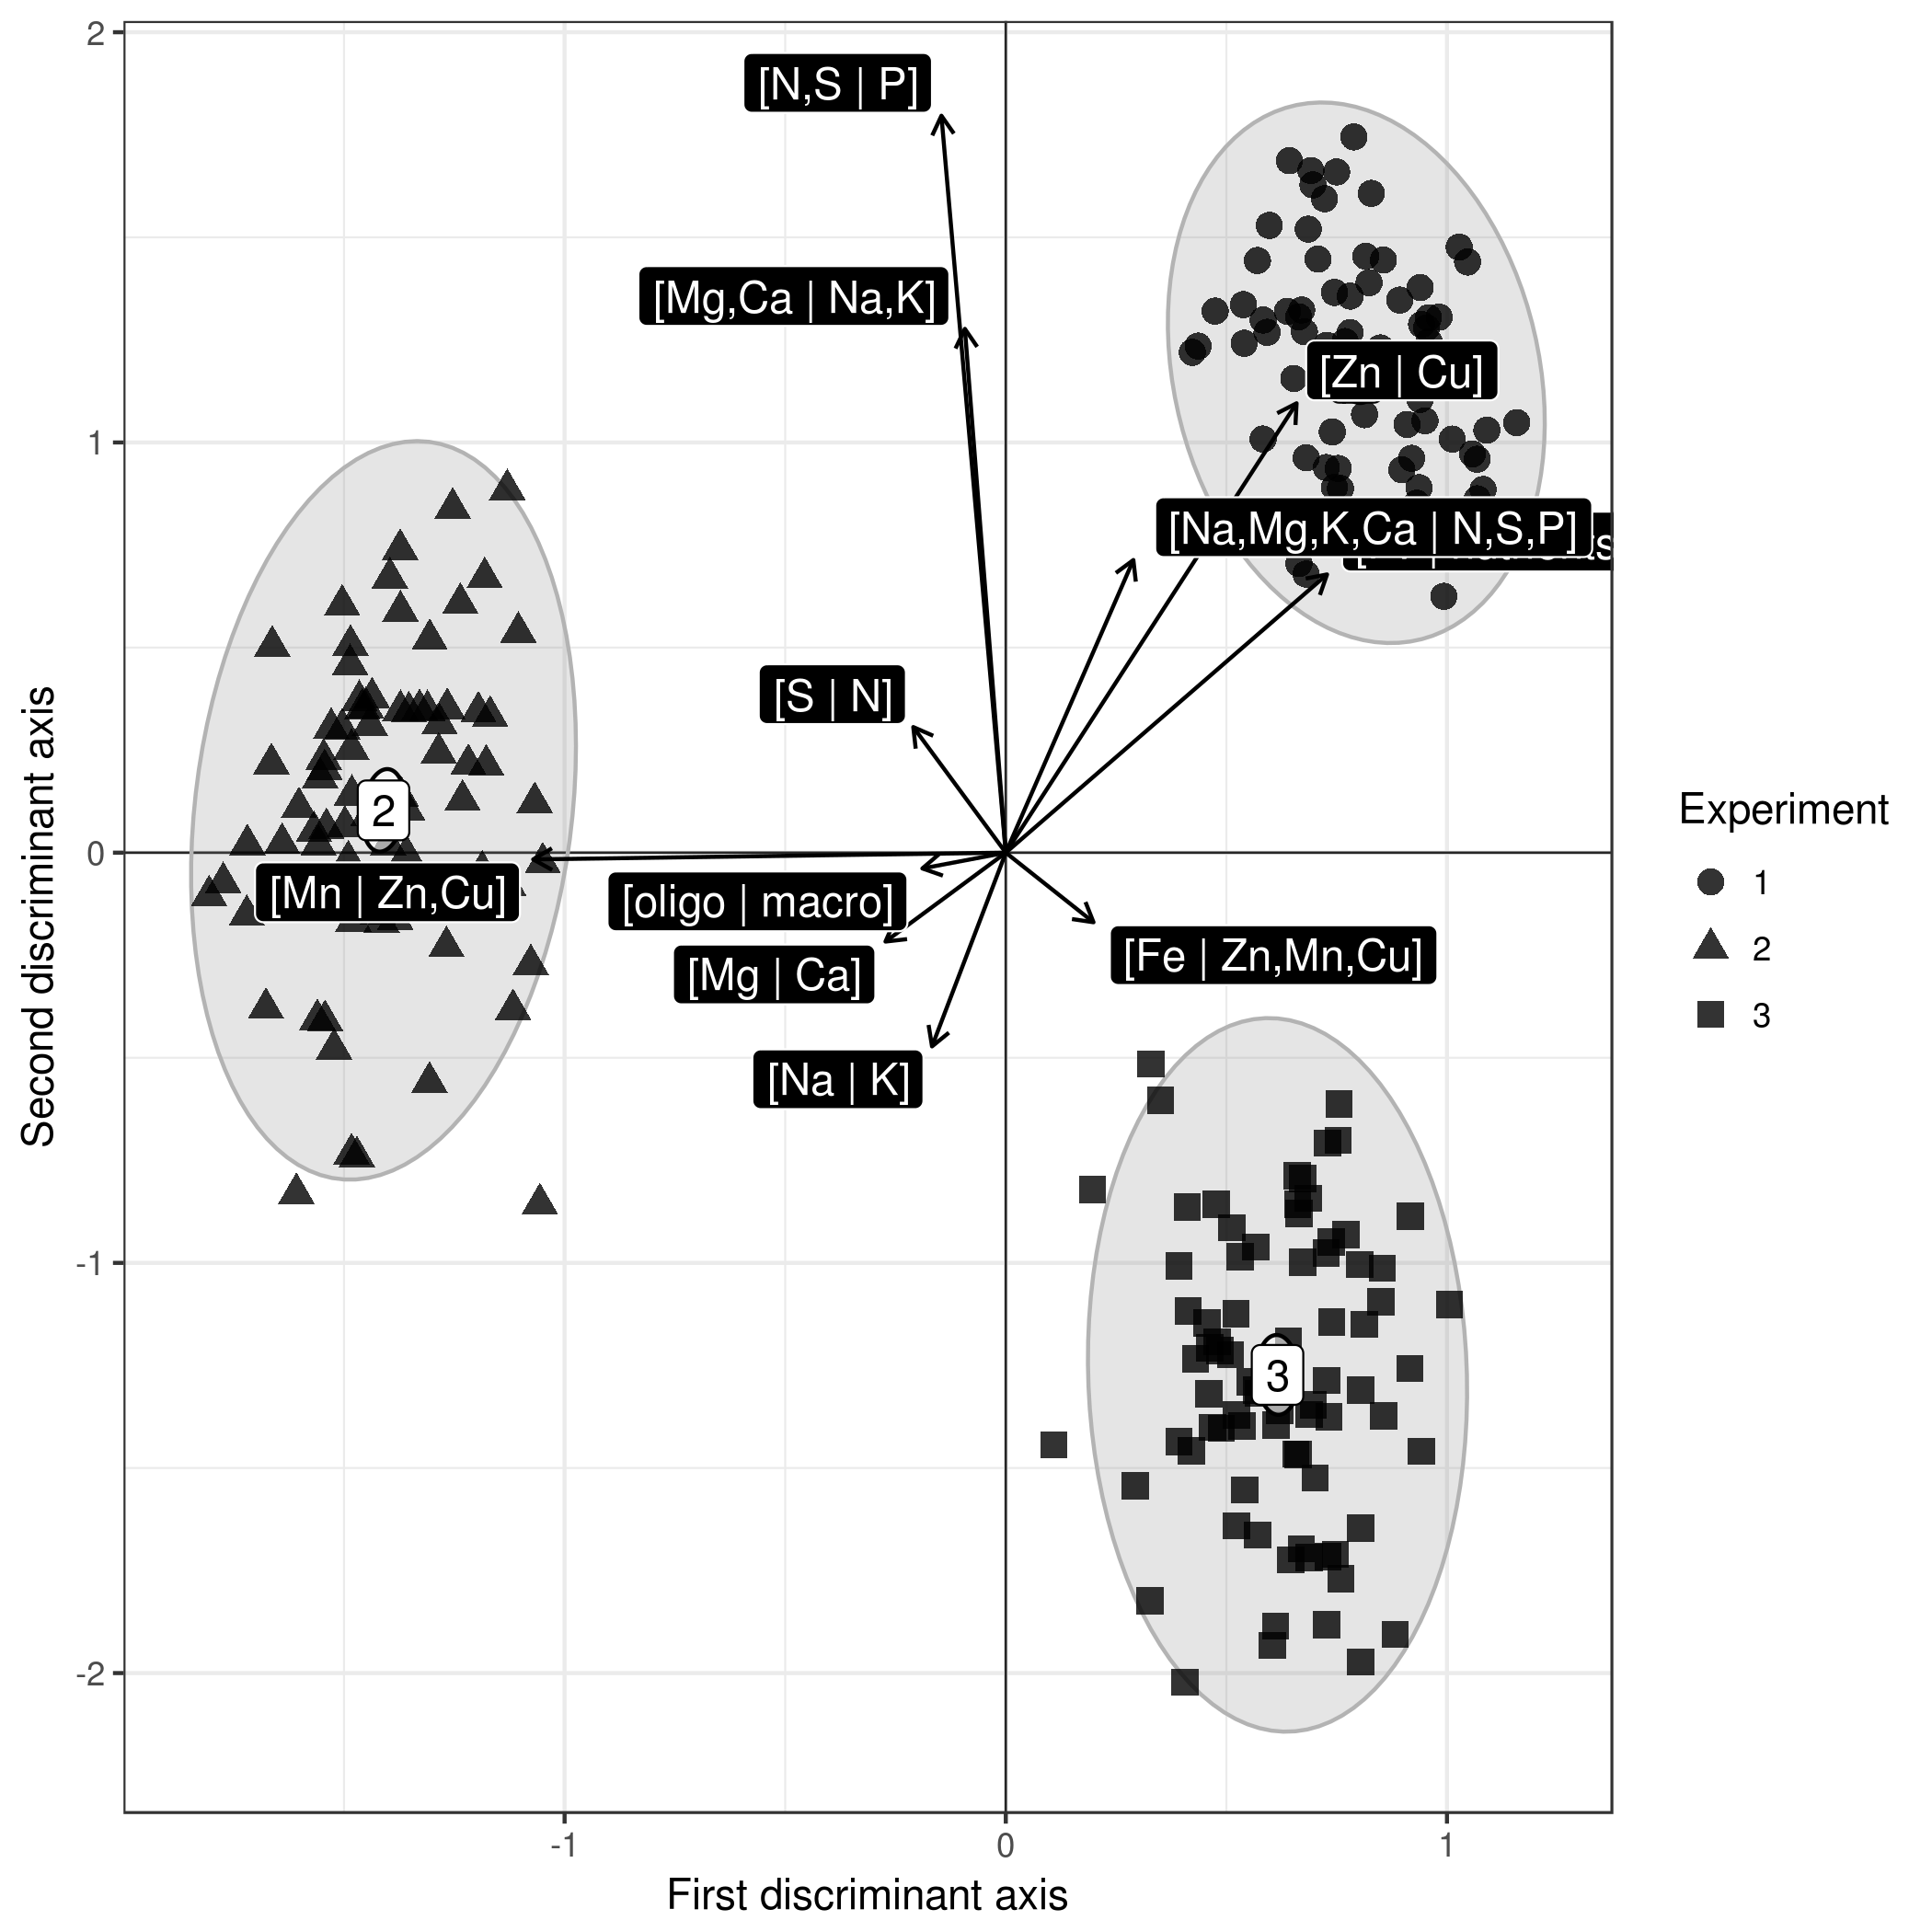 2
1
0
-1
-2
Second discriminant axis
[N,S | P]
[Mg,Ca | Na,K]
[Zn | Cu]
[Na,Mg,K,Ca | N,S,P]
[S | N]
2
[Mn | Zn,Cu]
[oligo | macro]
[Fe | Zn,Mn,Cu]
[Mg | Ca]
[Na | K]
3
-1
0
1
First discriminant axis
Experiment
1
2
3